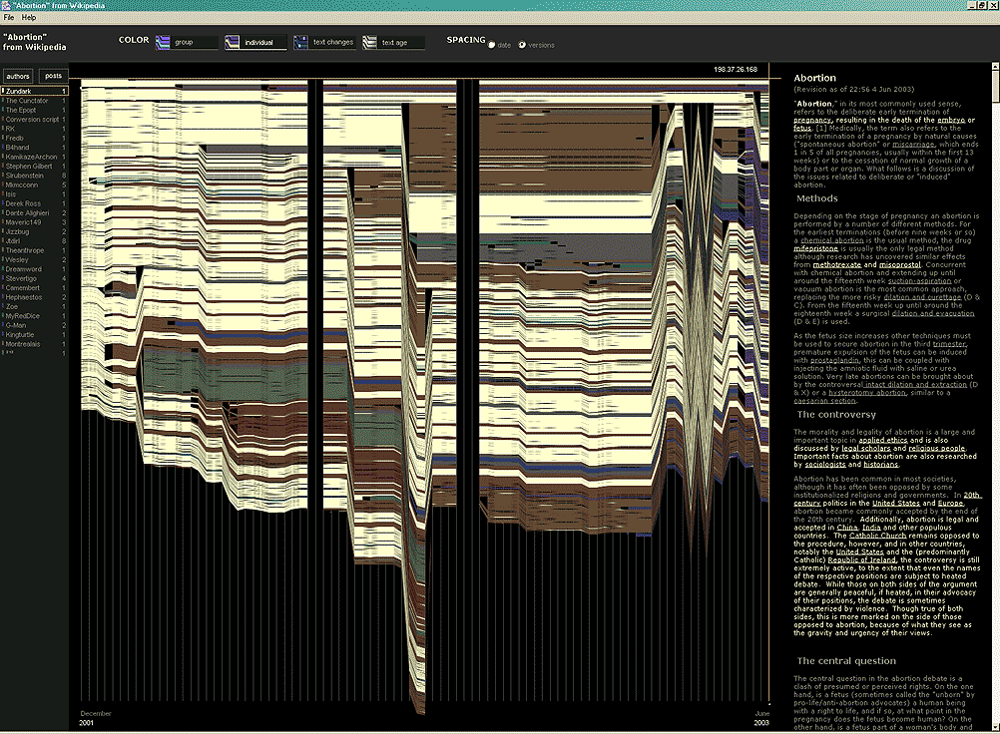 "Abortion" from Wikipedia
File Help
"Abortion"
from Wikipedia
COLOR group individual text changes text age SPACING date versions
authors posts
198.37.26.168
Zundark 1
The Cunctator 1
The Epopt 1
Conversion script 1
RK 1
Fredb 1
B4hand 1
KamikazeArchon 1
Stephen Gilbert 1
Slrubenstein 8
Mkmcconn 5
Isis 1
Derek Ross 1
Dante Alighieri 2
Maveric149 3
Jizzbug 2
Jtdirl 8
Theanthrope 1
Wesley 2
Dreamword 1
Stevertigo 4
Camembert 1
Hephaestos 2
Zoe 1
MyRedDice 1
G-Man 2
Kingturtle 1
Montrealais 1
December
2001
June
2003
Abortion
(Revision as of 22:56 4 Jun 2003)
"Abortion," in its most commonly used sense,
refers to the deliberate early termination of
pregnancy, resulting in the death of the embryo or
fetus. [1] Medically, the term also refers to the
early termination of a pregnancy by natural causes
("spontaneous abortion" or miscarriage, which ends
1 in 5 of all pregnancies, usually within the first 13
weeks) or to the cessation of normal growth of a
body part or organ. What follows is a discussion of
the issues related to deliberate or "induced"
abortion.
Methods
Depending on the stage of pregnancy an abortion is
performed by a number of different methods. For
the earliest terminations (before nine weeks or so)
a chemical abortion is the usual method, the drug
mifepristone is usually the only legal method
although research has uncovered similar effects
from methotrexate and misoprostol. Concurrent
with chemical abortion and extending up until
around the fifteenth week suction-aspiration or
vacuum abortion is the most common approach,
replacing the more risky dilation and curettage (D &
C). From the fifteenth week up until around the
eighteenth week a surgical dilation and evacuation
(D & E) is used.
As the fetus size increases other techniques must
be used to secure abortion in the third trimester,
premature expulsion of the fetus can be induced
with prostaglandin, this can be coupled with
injecting the amniotic fluid with saline or urea
solution. Very late abortions can be brought about
by the controversal intact dilation and extraction (D
& X) or a hysterotomy abortion, similar to a
caesarian section.
The controversy
The morality and legality of abortion is a large and
important topic in applied ethics and is also
discussed by legal scholars and religious people.
Important facts about abortion are also researched
by sociologists and historians.
Abortion has been common in most societies,
although it has often been opposed by some
institutionalized religions and governments. In 20th
century politics in the United States and Europe,
abortion became commonly accepted by the end of
the 20th century. Additionally, abortion is legal and
accepted in China, India and other populous
countries. The Catholic Church remains opposed to
the procedure, however, and in other countries,
notably the United States and the (predominantly
Catholic) Republic of Ireland, the controversy is still
extremely active, to the extent that even the names
of the respective positions are subject to heated
debate. While those on both sides of the argument
are generally peaceful, if heated, in their advocacy
of their positions, the debate is sometimes
characterized by violence. Though true of both
sides, this is more marked on the side of those
opposed to abortion, because of what they see as
the gravity and urgency of their views.
The central question
The central question in the abortion debate is a
clash of presumed or perceived rights. On the one
hand, is a fetus (sometimes called the "unborn" by
pro-life/anti-abortion advocates) a human being
with a right to life, and if so, at what point in the
pregnancy does the fetus become human? On the
other hand, is a fetus part of a woman's body and